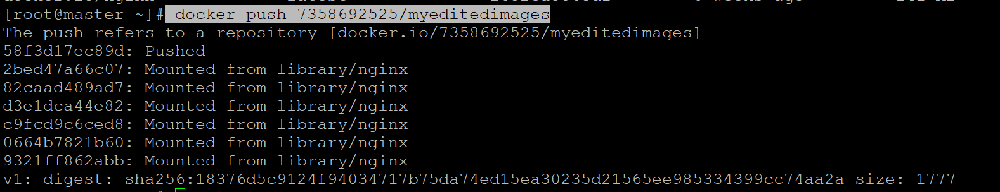 [root@master ~]# docker push 7358692525/myeditedimages
The push refers to a repository [docker.io/7358692525/myeditedimages]
58f3d17ec89d: Pushed
2bed47a66c07: Mounted from library/nginx
82caad489ad7: Mounted from library/nginx
d3e1dca44e82: Mounted from library/nginx
c9fcd9c6ced8: Mounted from library/nginx
0664b7821b60: Mounted from library/nginx
9321ff862abb: Mounted from library/nginx
v1: digest: sha256:18376d5c9124f94034717b75da74ed15ea30235d21565ee985334399cc74aa2a size: 1777